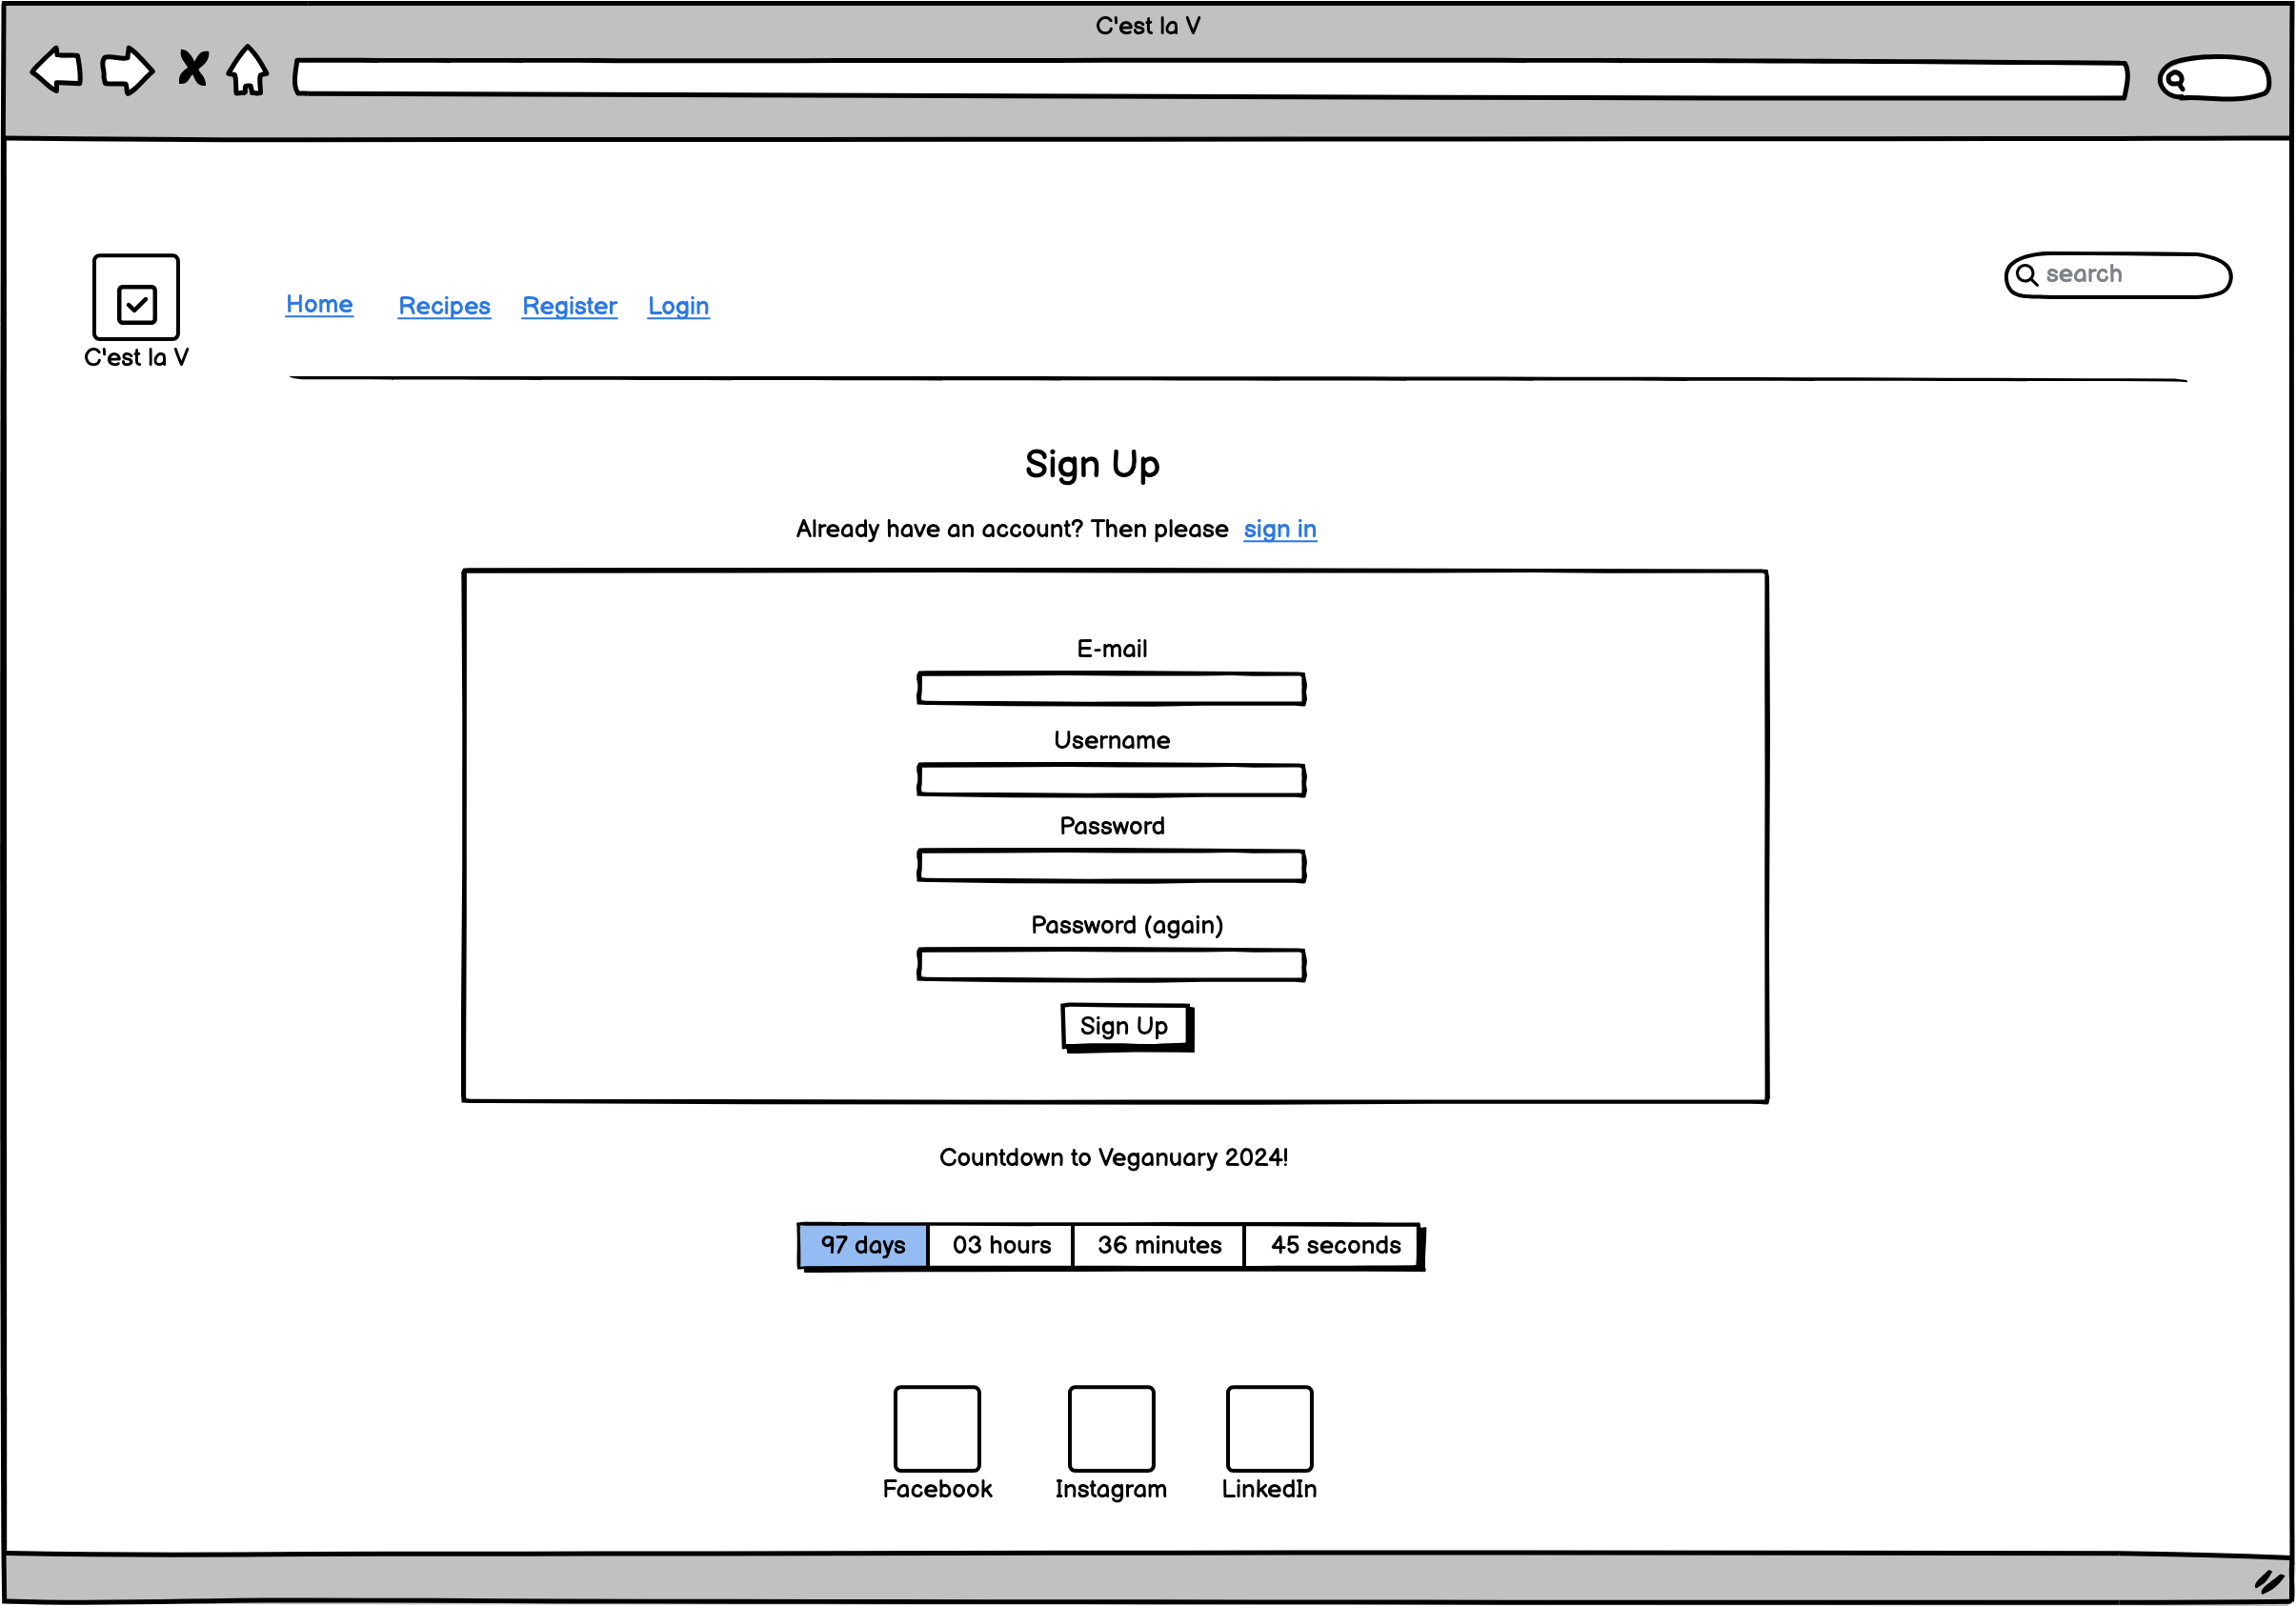 C'est la V
search
Home Recipes Register Login
C'est la V
Sign Up
Already have an account? Then please sign in
E-mail
Username
Password
Password (again)
Sign Up
Countdown to Veganuary 2024!
97 days 03 hours 36 minutes 45 seconds
Facebook Instagram LinkedIn